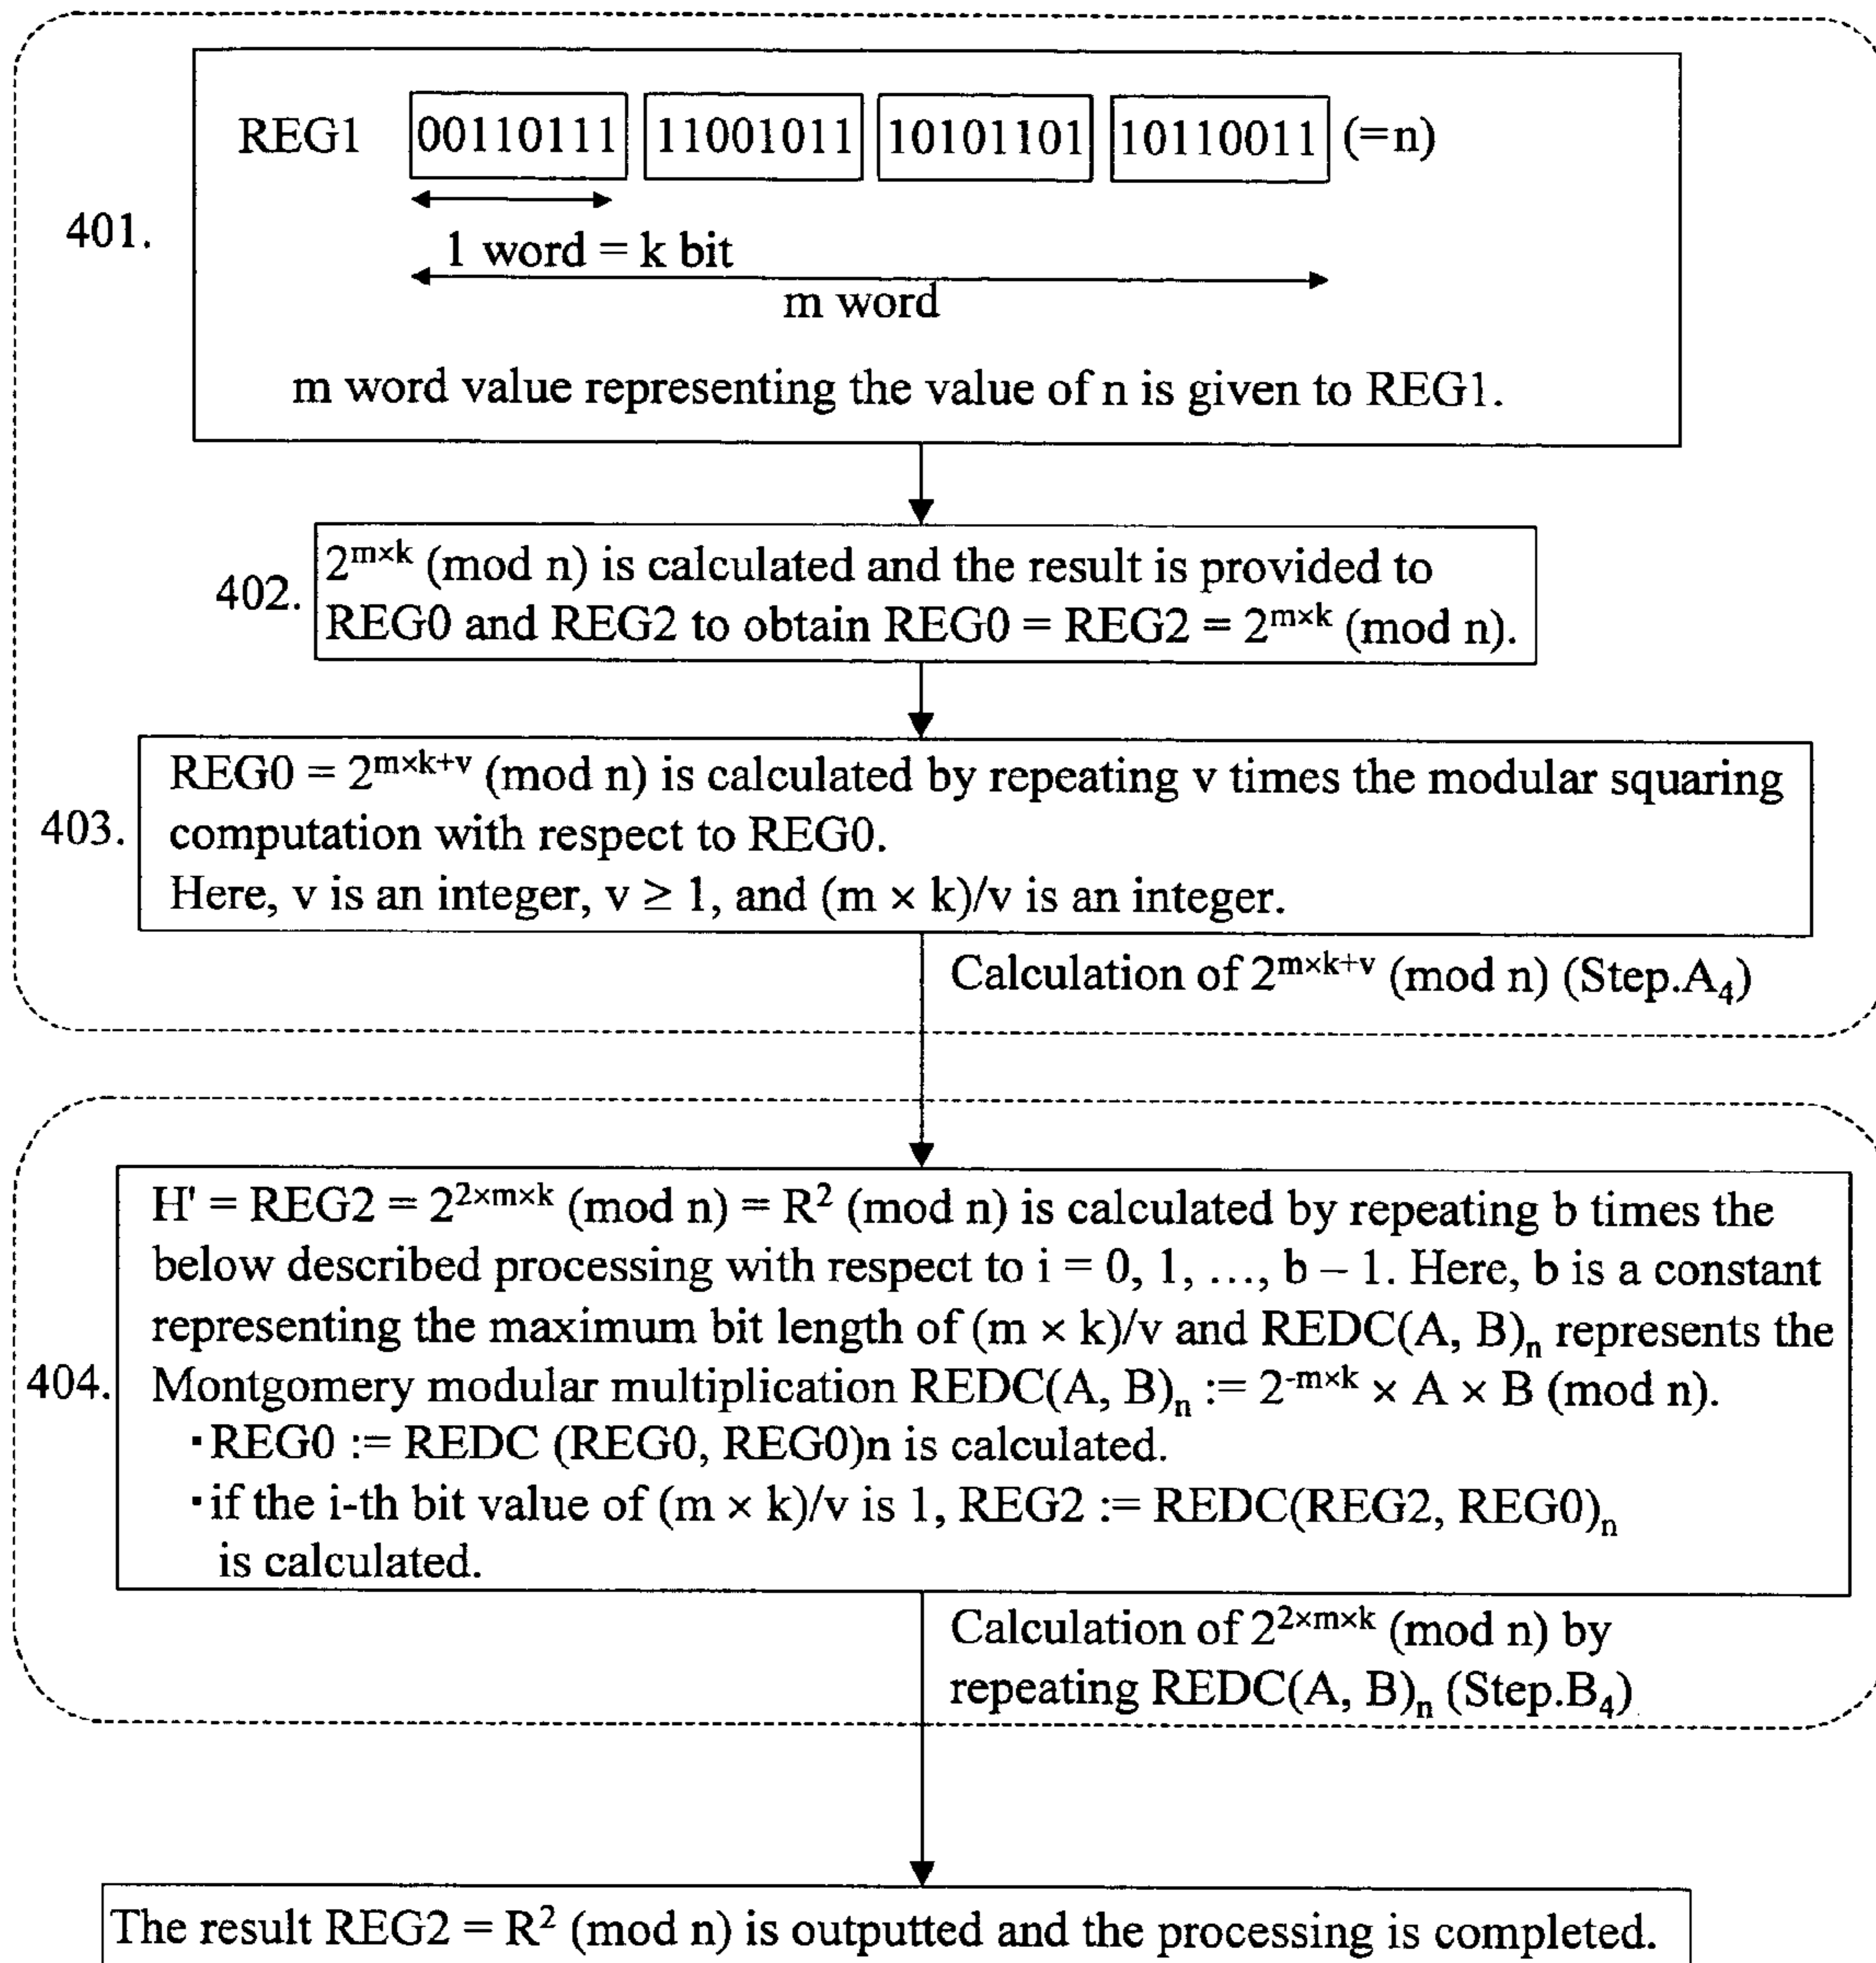 REG1 00110111 11001011 10101101 10110011 (=n)
401.
1 word = k bit
m word
m word value representing the value of n is given to REG1.
402.
2^{m×k} (mod n) is calculated and the result is provided to
REG0 and REG2 to obtain REG0 = REG2 = 2^{m×k} (mod n).
403.
REG0 = 2^{m×k+v} (mod n) is calculated by repeating v times the modular squaring
computation with respect to REG0.
Here, v is an integer, v ≥ 1, and (m × k)/v is an integer.
Calculation of 2^{m×k+v} (mod n) (Step.A_4)
404.
H' = REG2 = 2^{2×m×k} (mod n) = R^2 (mod n) is calculated by repeating b times the
below described processing with respect to i = 0, 1, ..., b – 1. Here, b is a constant
representing the maximum bit length of (m × k)/v and REDC(A, B)_n represents the
Montgomery modular multiplication REDC(A, B)_n := 2^{-m×k} × A × B (mod n).
▪REG0 := REDC (REG0, REG0)n is calculated.
▪if the i-th bit value of (m × k)/v is 1, REG2 := REDC(REG2, REG0)_n
is calculated.
Calculation of 2^{2×m×k} (mod n) by
repeating REDC(A, B)_n (Step.B_4)
The result REG2 = R^2 (mod n) is outputted and the processing is completed.